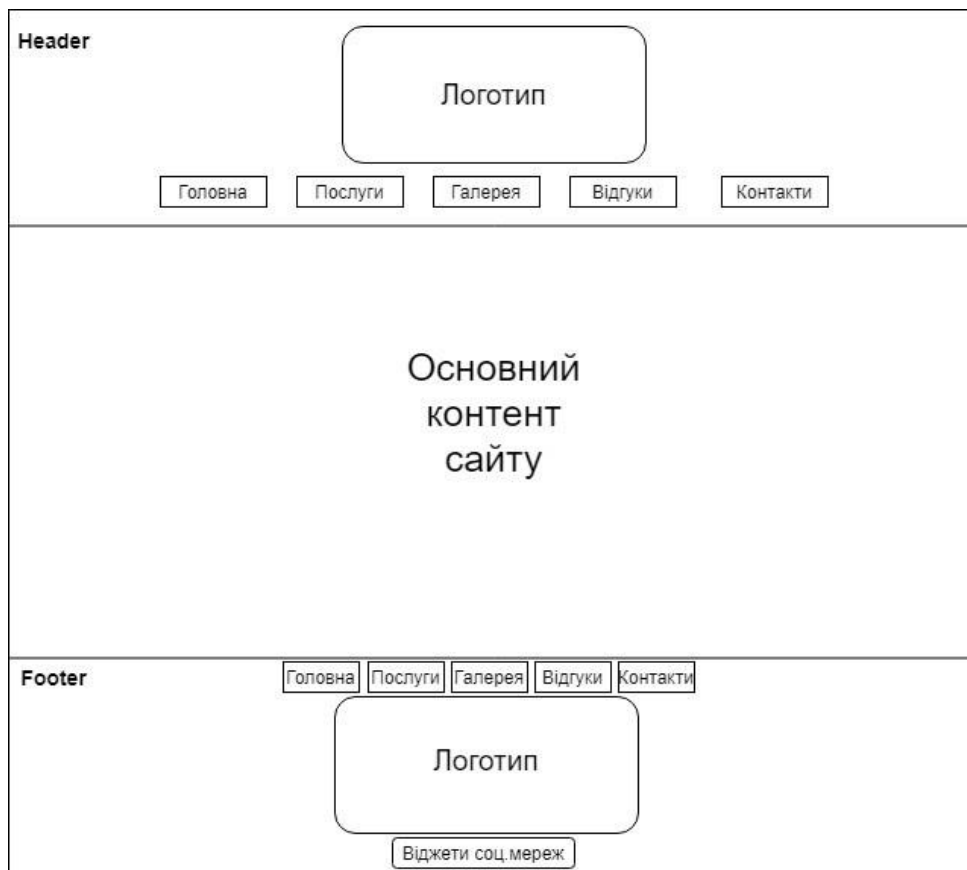 Header
Логотип
Головна Послуги Галерея Відгуки Контакти
Основний
контент
сайту
Footer
Головна Послуги Галерея Відгуки Контакти
Логотип
Віджети соц.мереж